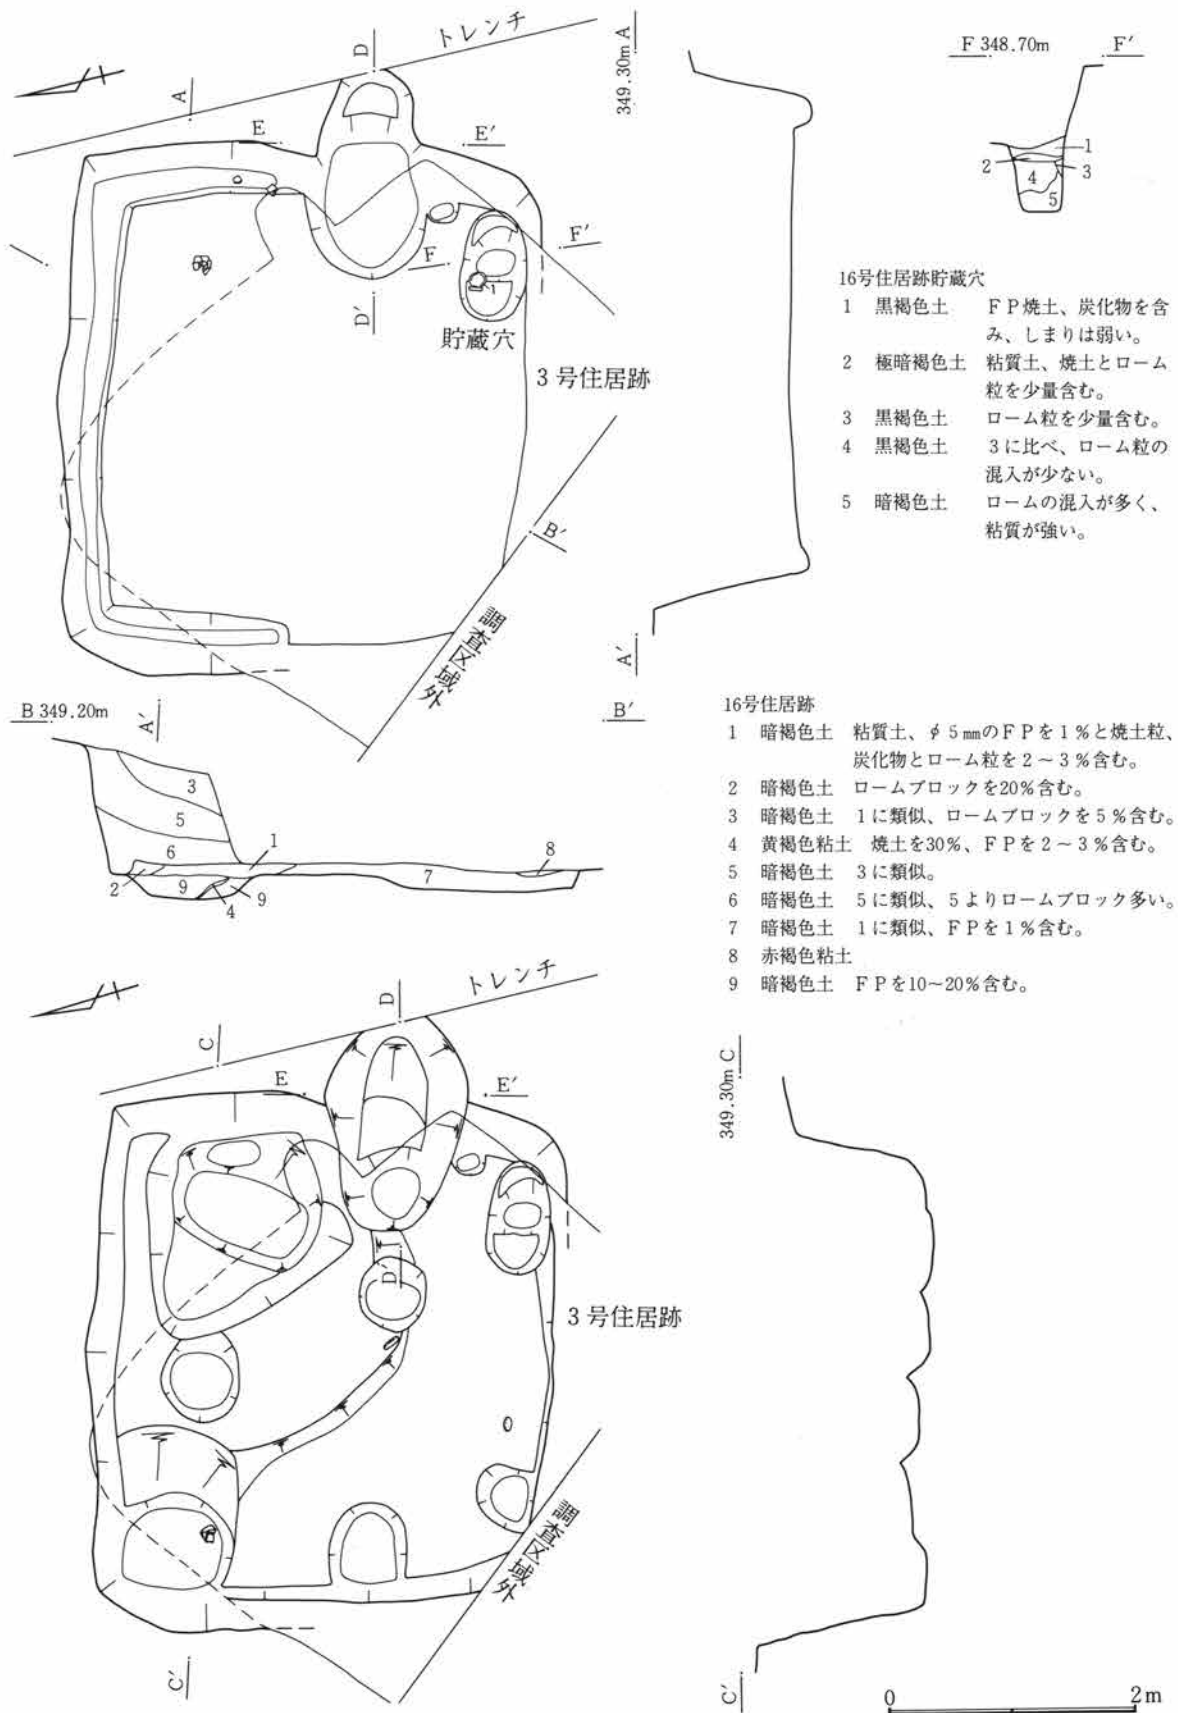 トレンチ
D
A
E
E′
F
F′
D′
1
貯蔵穴
3号住居跡
B′
調査区域外
A′
349.30m A
A′
F 348.70m
F′
1
2
3
4
5
16号住居跡貯蔵穴
1 黒褐色土 FP焼土、炭化物を含
み、しまりは弱い。
2 極暗褐色土 粘質土、焼土とローム
粒を少量含む。
3 黒褐色土 ローム粒を少量含む。
4 黒褐色土 3に比べ、ローム粒の
混入が少ない。
5 暗褐色土 ロームの混入が多く、
粘質が強い。
B 349.20m
B′
3
5
6
1
8
2
9
4
9
7
16号住居跡
1 暗褐色土 粘質土、φ5㎜のFPを1%と焼土粒、
炭化物とローム粒を2～3%含む。
2 暗褐色土 ロームブロックを20%含む。
3 暗褐色土 1に類似、ロームブロックを5%含む。
4 黄褐色粘土 焼土を30%、FPを2～3%含む。
5 暗褐色土 3に類似。
6 暗褐色土 5に類似、5よりロームブロック多い。
7 暗褐色土 1に類似、FPを1%含む。
8 赤褐色粘土
9 暗褐色土 FPを10～20%含む。
トレンチ
D
C
E
E′
D′
3号住居跡
調査区域外
C′
349.30m C
C′
0 2m